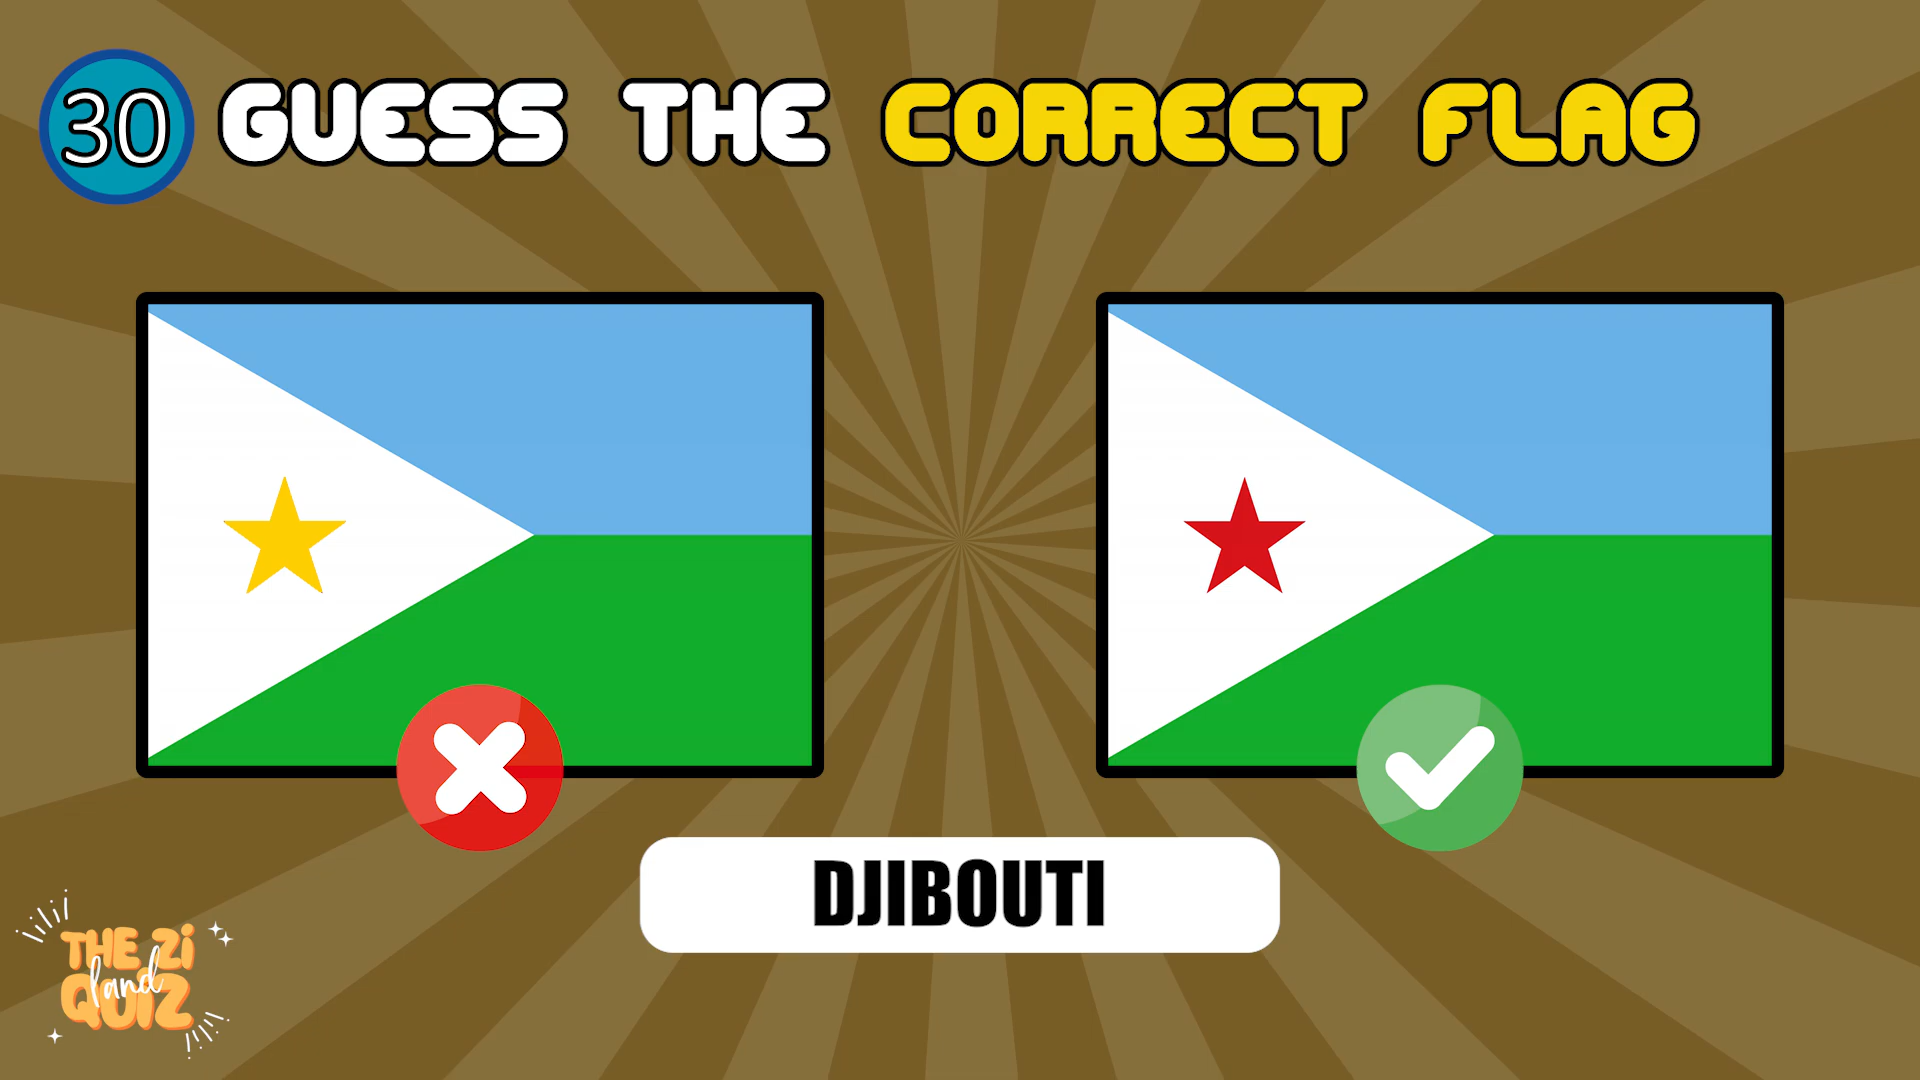 30 GUESS THE CORRECT FLAG
DJIBOUTI
THE Zi
land
QUIZ